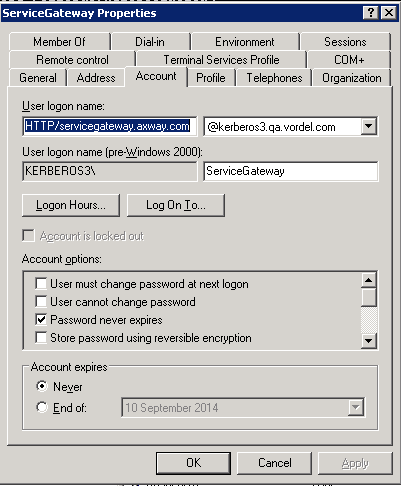 ServiceGateway Properties
Member Of
Dial-in
Environment
Sessions
Remote control
Terminal Services Profile
COM+
General
Address
Account
Profile
Telephones
Organization
User logon name:
HTTP/servicegateway.axway.com
@kerberos3.qa.vordel.com
User logon name (pre-Windows 2000):
KERBEROS3\
ServiceGateway
Logon Hours...
Log On To...
Account is locked out
Account options:
User must change password at next logon
User cannot change password
Password never expires
Store password using reversible encryption
Account expires
Never
End of:
10 September 2014
OK
Cancel
Apply